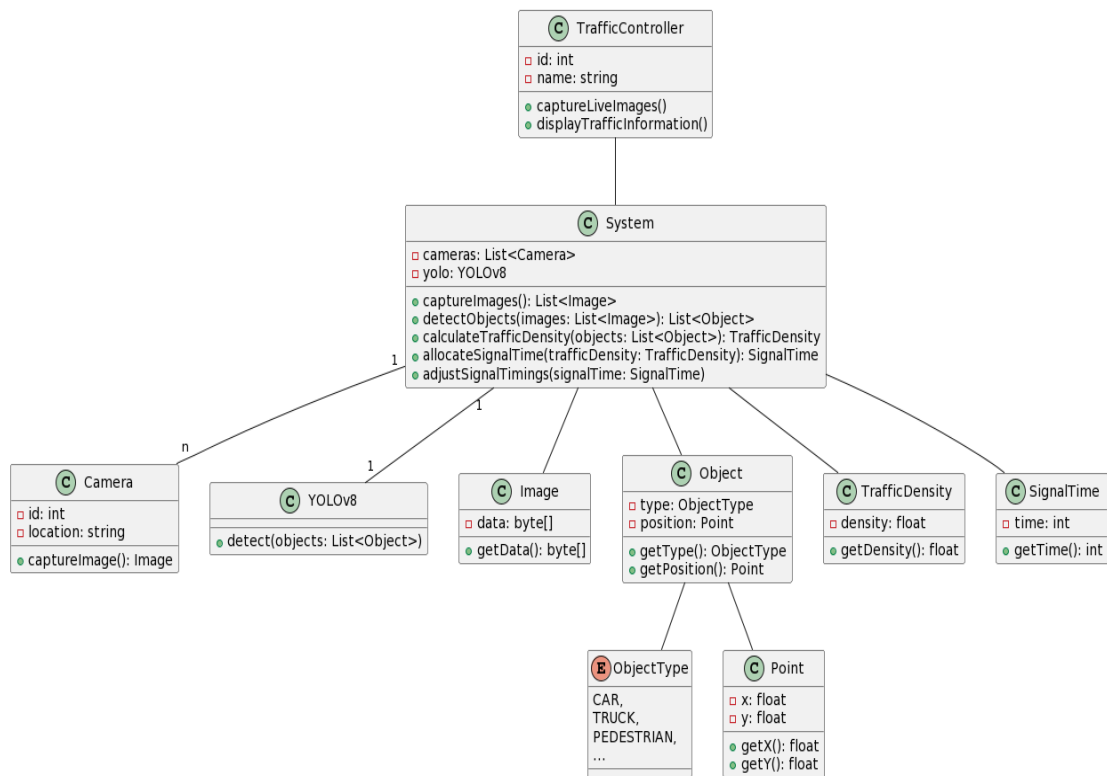 C TrafficController
id: int
name: string
captureLiveImages()
displayTrafficInformation()
C System
cameras: List<Camera>
yolo: YOLOv8
captureImages(): List<Image>
detectObjects(images: List<Image>): List<Object>
calculateTrafficDensity(objects: List<Object>): TrafficDensity
allocateSignalTime(trafficDensity: TrafficDensity): SignalTime
adjustSignalTimings(signalTime: SignalTime)
1
n
1
1
C Camera
id: int
location: string
captureImage(): Image
C YOLOv8
detect(objects: List<Object>)
C Image
data: byte[]
getData(): byte[]
C Object
type: ObjectType
position: Point
getType(): ObjectType
getPosition(): Point
C TrafficDensity
density: float
getDensity(): float
C SignalTime
time: int
getTime(): int
E ObjectType
CAR,
TRUCK,
PEDESTRIAN,
...
C Point
x: float
y: float
getX(): float
getY(): float